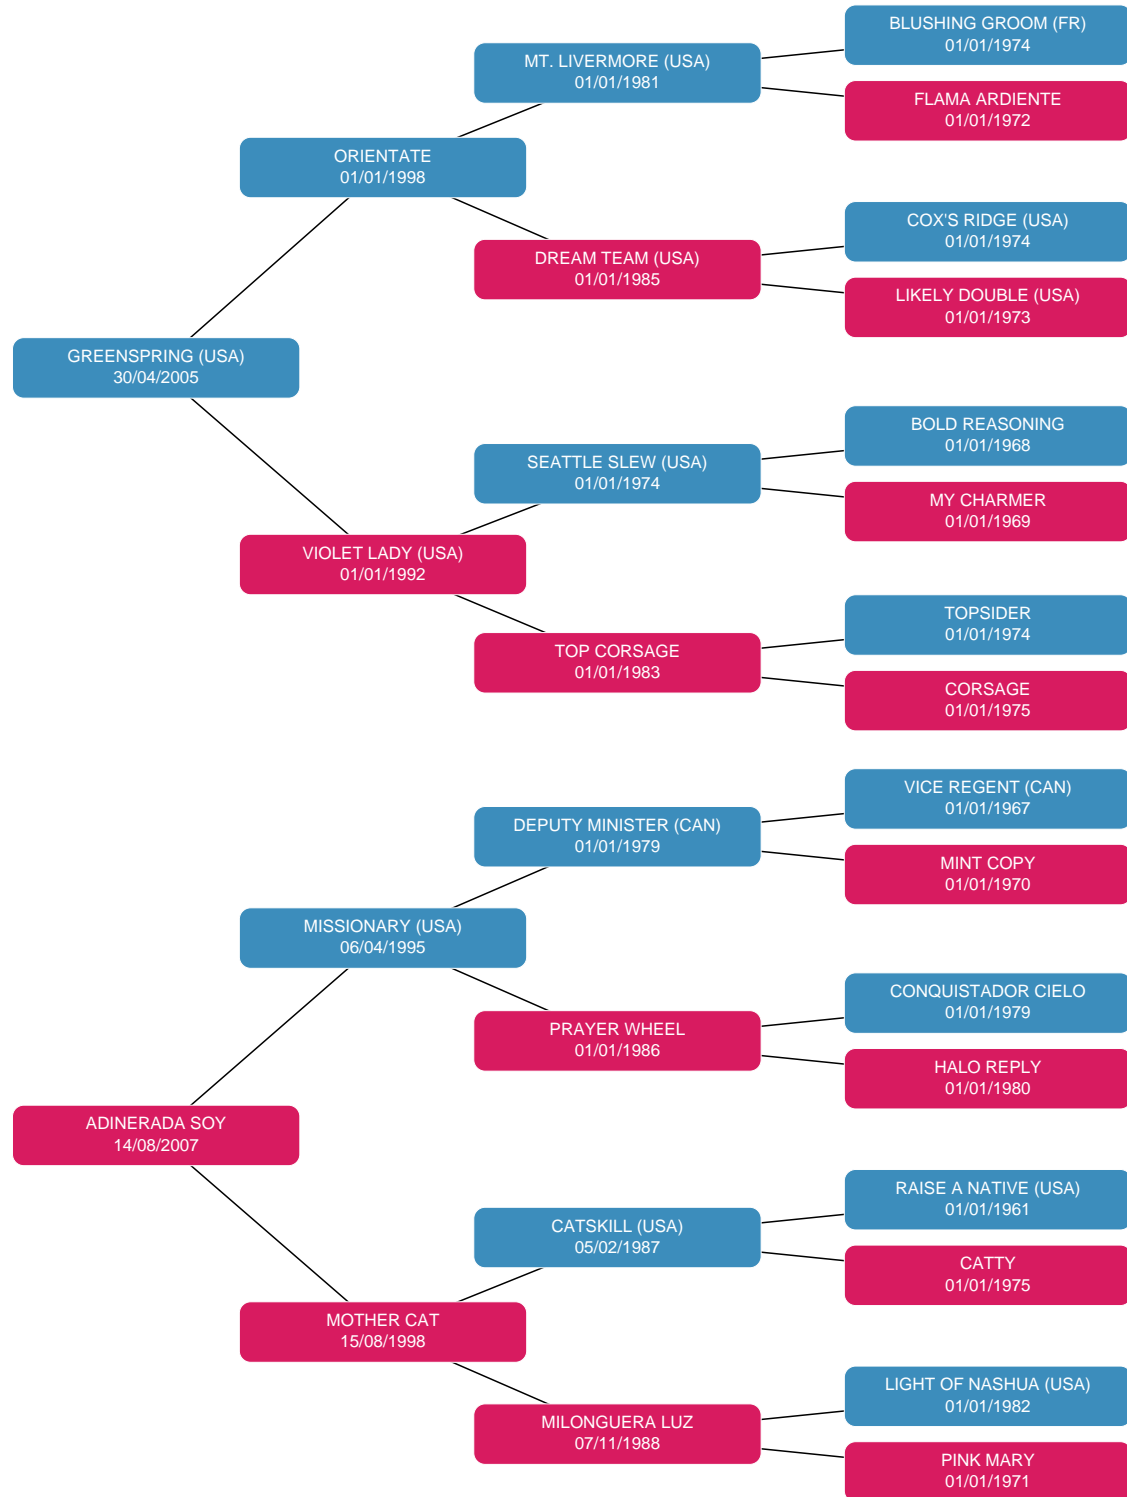 BLUSHING GROOM (FR)
01/01/1974
MT. LIVERMORE (USA)
01/01/1981
FLAMA ARDIENTE
01/01/1972
ORIENTATE
01/01/1998
COX'S RIDGE (USA)
01/01/1974
DREAM TEAM (USA)
01/01/1985
LIKELY DOUBLE (USA)
01/01/1973
GREENSPRING (USA)
30/04/2005
BOLD REASONING
01/01/1968
SEATTLE SLEW (USA)
01/01/1974
MY CHARMER
01/01/1969
VIOLET LADY (USA)
01/01/1992
TOPSIDER
01/01/1974
TOP CORSAGE
01/01/1983
CORSAGE
01/01/1975
VICE REGENT (CAN)
01/01/1967
DEPUTY MINISTER (CAN)
01/01/1979
MINT COPY
01/01/1970
MISSIONARY (USA)
06/04/1995
CONQUISTADOR CIELO
01/01/1979
PRAYER WHEEL
01/01/1986
HALO REPLY
01/01/1980
ADINERADA SOY
14/08/2007
RAISE A NATIVE (USA)
01/01/1961
CATSKILL (USA)
05/02/1987
CATTY
01/01/1975
MOTHER CAT
15/08/1998
LIGHT OF NASHUA (USA)
01/01/1982
MILONGUERA LUZ
07/11/1988
PINK MARY
01/01/1971